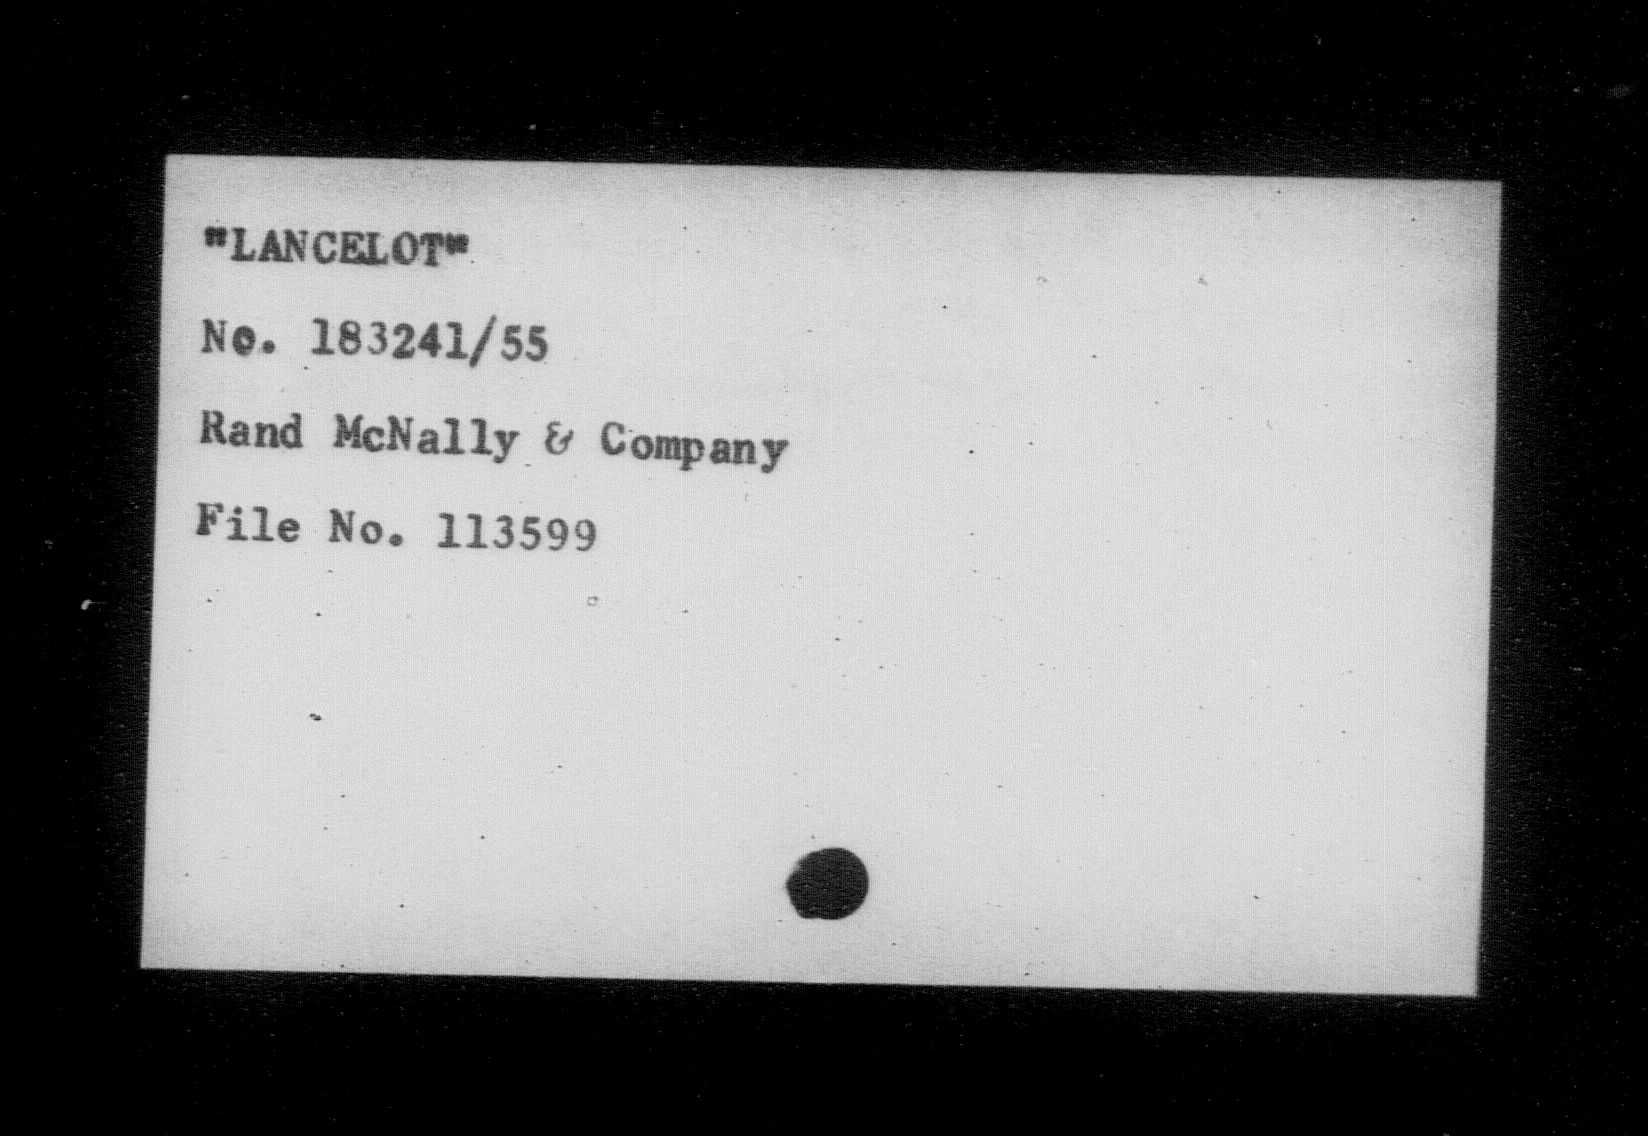 "LANCELOT"
No. 183241/55
Rand McNally & Company
File No. 113599